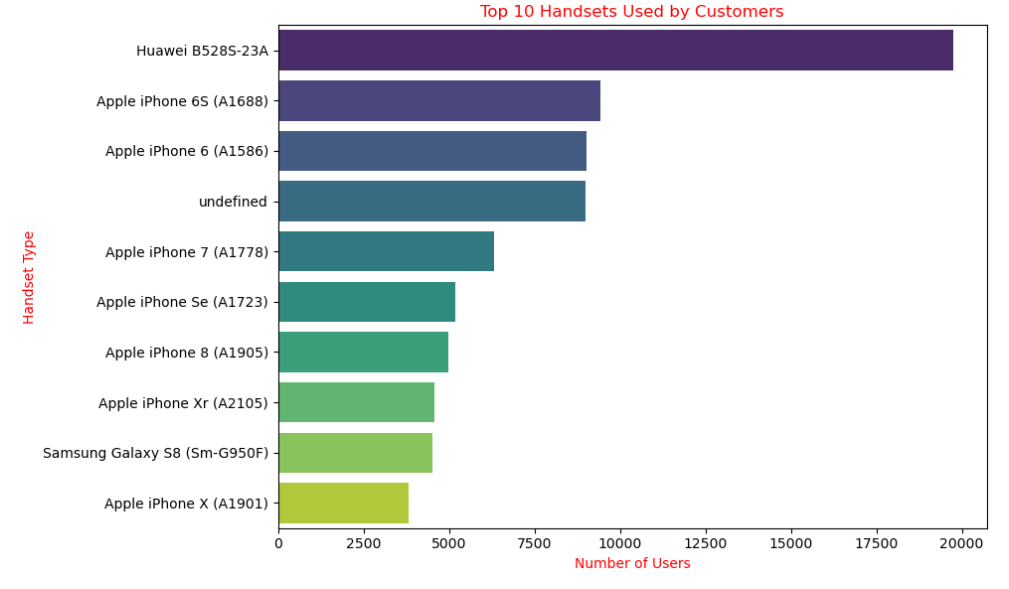 Top 10 Handsets Used by Customers
Huawei B528S-23A
Apple iPhone 6S (A1688)
Apple iPhone 6 (A1586)
undefined
Apple iPhone 7 (A1778)
Apple iPhone Se (A1723)
Apple iPhone 8 (A1905)
Apple iPhone Xr (A2105)
Samsung Galaxy S8 (Sm-G950F)
Apple iPhone X (A1901)
Handset Type
0 2500 5000 7500 10000 12500 15000 17500 20000
Number of Users